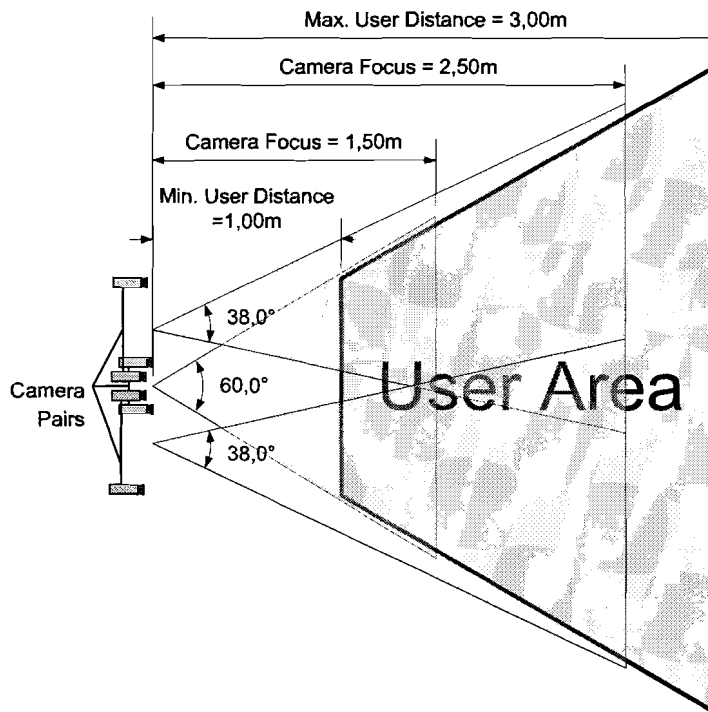 Max. User Distance = 3,00m
Camera Focus = 2,50m
Camera Focus = 1,50m
Min. User Distance
=1,00m
38,0°
60,0°
User Area
Camera
Pairs
38,0°